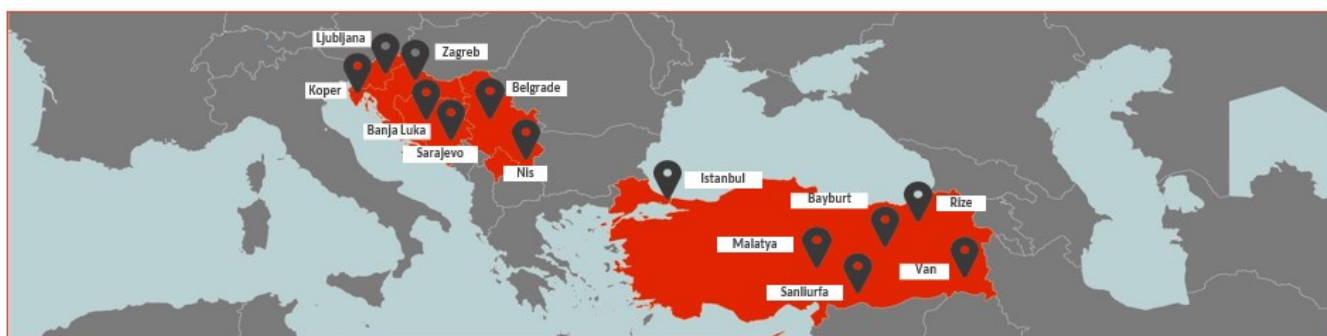 Ljubljana
Zagreb
Koper
Belgrade
Banja Luka
Sarajevo
Nis
Istanbul
Bayburt
Rize
Malatya
Van
Sanliurfa